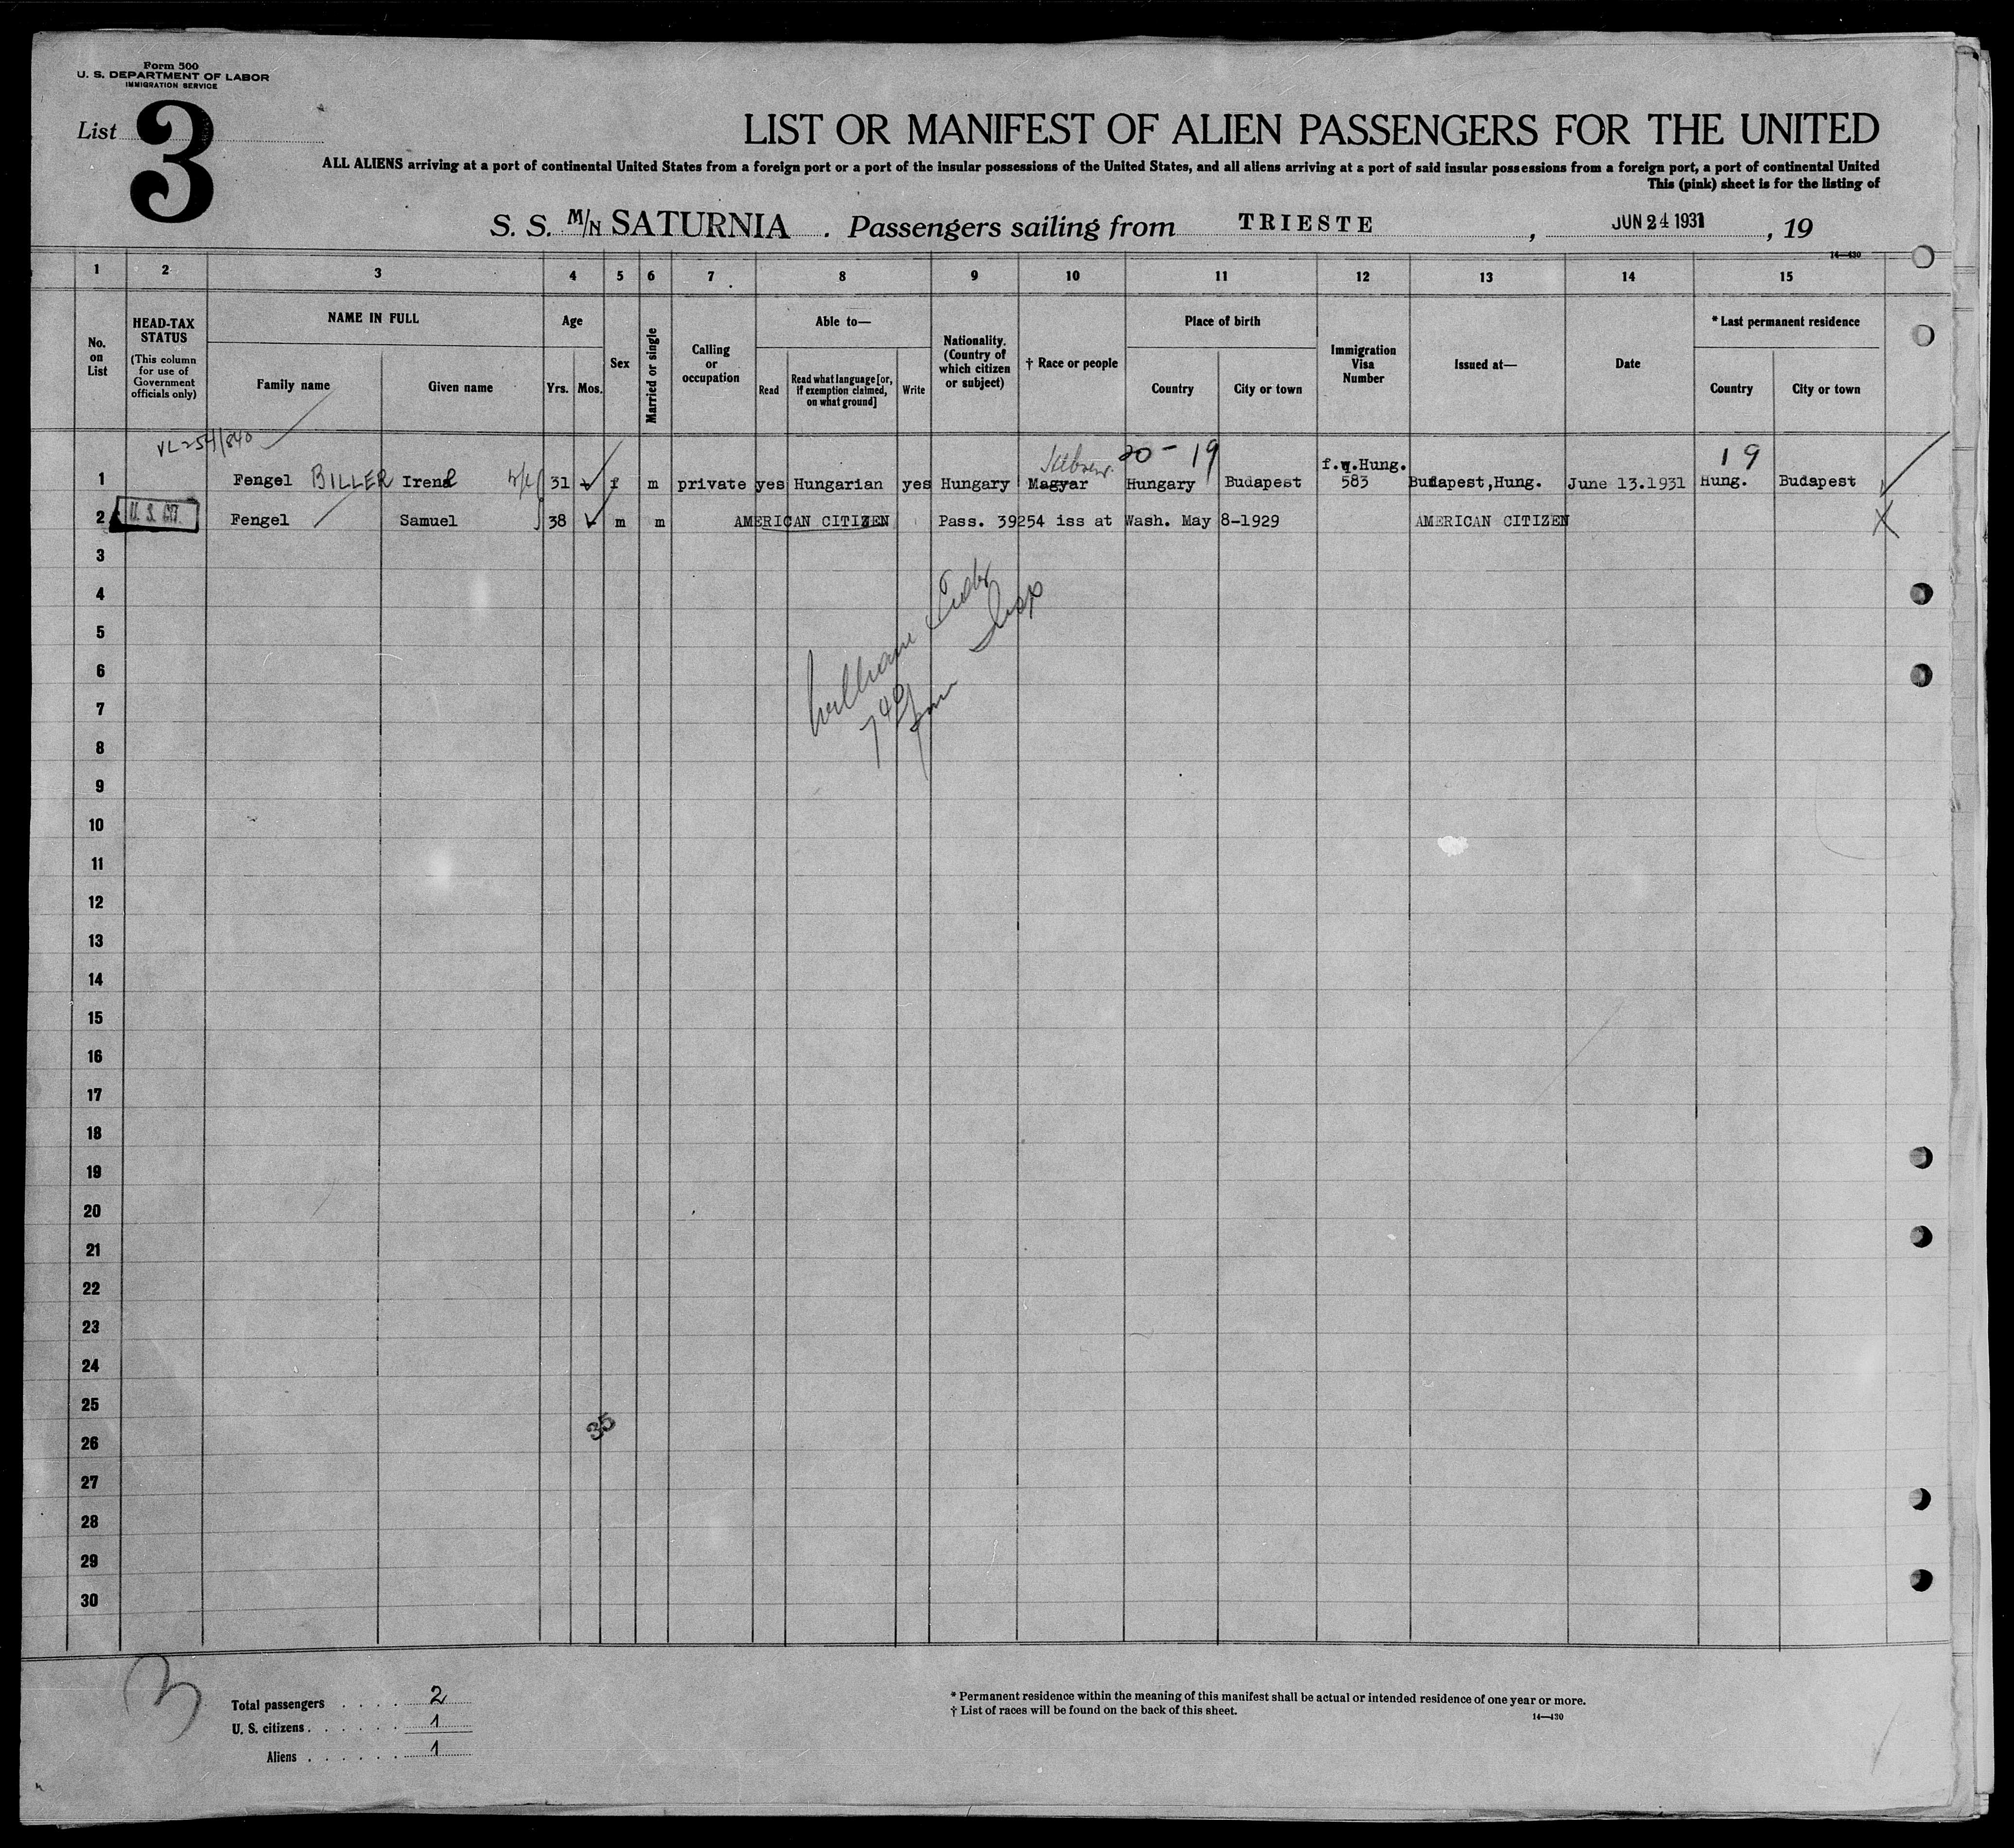 Form 500
U. S. DEPARTMENT OF LABOR
IMMIGRATION SERVICE
List 3
LIST OR MANIFEST OF ALIEN PASSENGERS FOR THE UNITED
ALL ALIENS arriving at a port of continental United States from a foreign port or a port of the insular possessions of the United States, and all aliens arriving at a port of said insular possessions from a foreign port, a port of continental United
This (pink) sheet is for the listing of
S. S. M/N SATURNIA . Passengers sailing from TRIESTE , JUN 24 1931 , 19
14—430
1 2 3 4 5 6 7 8 9 10 11 12 13 14 15
No. on List
HEAD-TAX STATUS
(This column for use of Government officials only)
NAME IN FULL
Family name Given name
Age
Yrs. Mos.
Sex
Married or single
Calling or occupation
Able to—
Read Read what language [or, if exemption claimed, on what ground] Write
Nationality. (Country of which citizen or subject)
† Race or people
Place of birth
Country City or town
Immigration Visa Number
Issued at—
Date
* Last permanent residence
Country City or town
Hebrew. 20 - 19 19
1 Fengel BILLER Irene 31 f m private yes Hungarian yes Hungary Magyar Hungary Budapest f.q.Hung. 583 Budapest,Hung. June 13.1931 Hung. Budapest
2 U. S. CIT. Fengel Samuel 38 m m AMERICAN CITIZEN Pass. 39254 iss at Wash. May 8-1929 AMERICAN CITIZEN X
3
4
William
Insp
5
6
7
740 pm
8
9
10
11
12
13
14
15
16
17
18
19
20
21
22
23
24
25
35
26
27
28
29
30
3
Total passengers . . . . 2
U. S. citizens . . . . . . 1
Aliens . . . . . . 1
* Permanent residence within the meaning of this manifest shall be actual or intended residence of one year or more.
† List of races will be found on the back of this sheet.
14—430